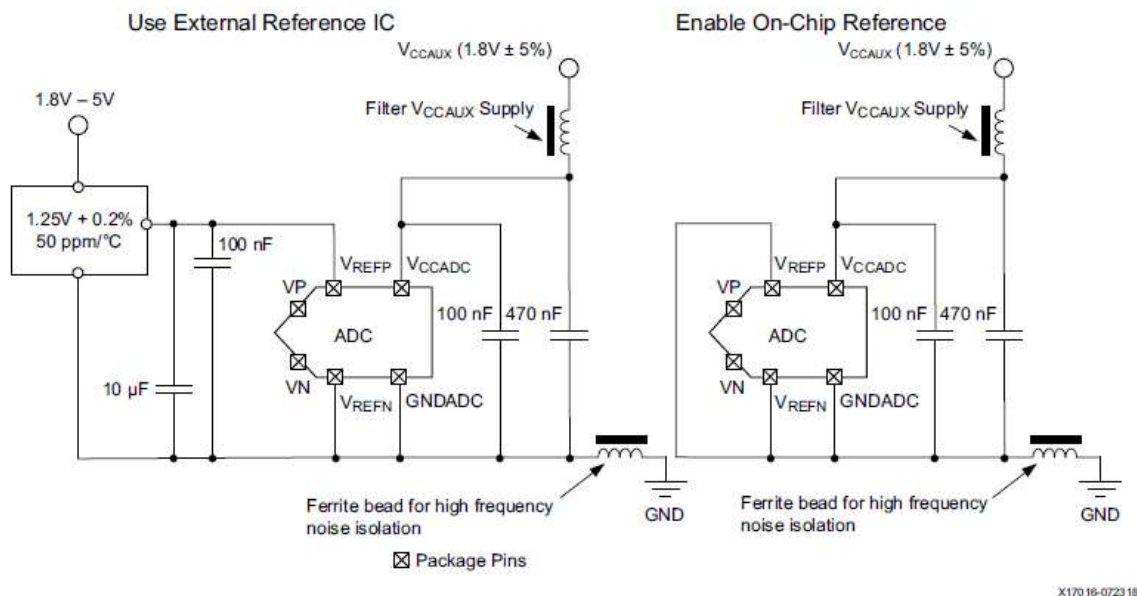 Use External Reference IC
Enable On-Chip Reference
VCCAUX (1.8V ± 5%)
1.8V – 5V
Filter VCCAUX Supply
1.25V + 0.2%
50 ppm/°C
100 nF
VREFP
VCCADC
VP
ADC
100 nF
470 nF
VN
10 µF
VREFN
GNDADC
Ferrite bead for high frequency
noise isolation
GND
Package Pins
VCCAUX (1.8V ± 5%)
Filter VCCAUX Supply
VREFP
VCCADC
VP
ADC
100 nF
470 nF
VN
VREFN
GNDADC
Ferrite bead for high frequency
noise isolation
GND
X17016-072318